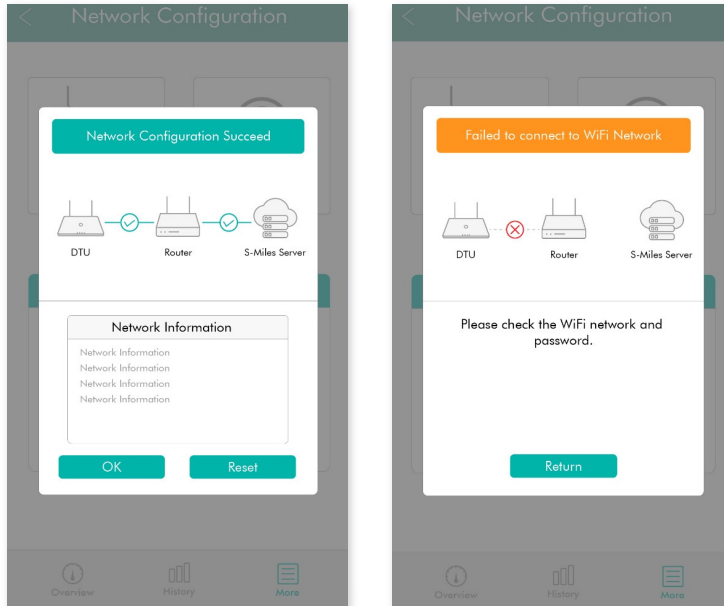 Network Configuration
Network Configuration Succeed
DTU
Router
S-Miles Server
Network Information
Network Information
Network Information
Network Information
Network Information
OK
Reset
Overview
History
More
Network Configuration
Failed to connect to WiFi Network
DTU
Router
S-Miles Server
Please check the WiFi network and
password.
Return
Overview
History
More